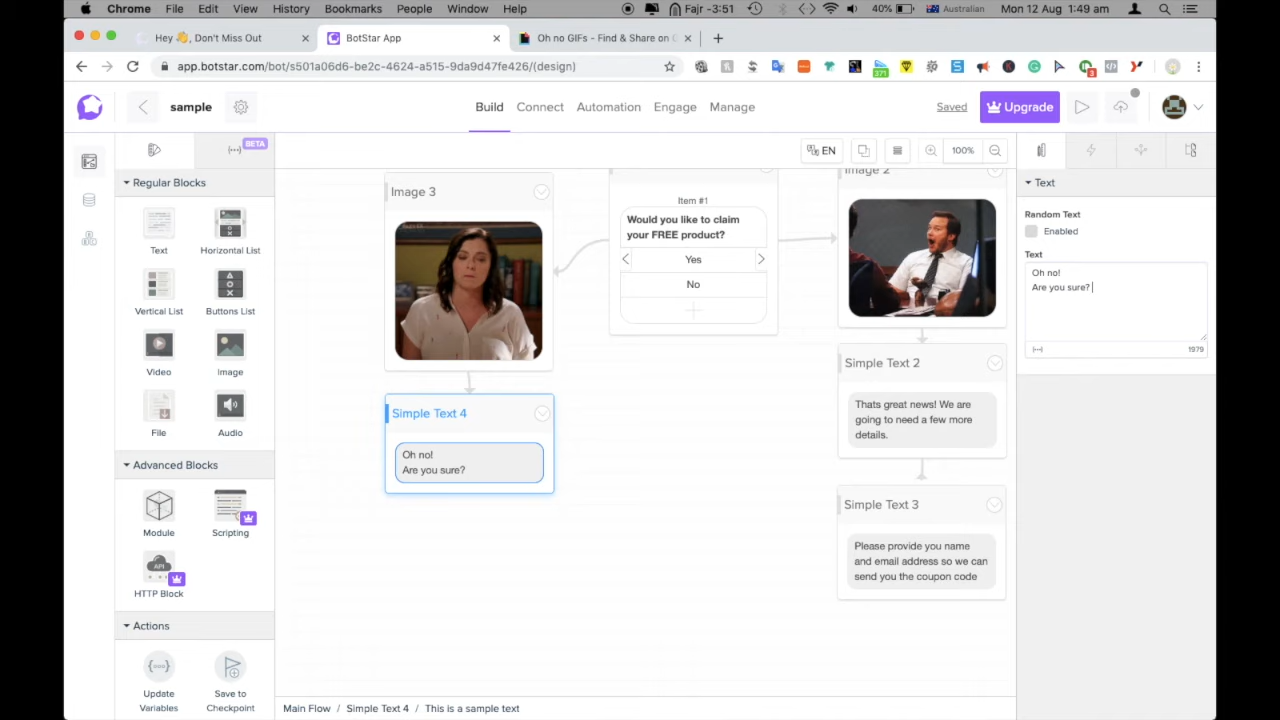 Chrome File Edit View History Bookmarks People Window Help Fajr -3:51 40% Australian Mon 12 Aug 1:49 am
Hey 👋, Don't Miss Out
BotStar App
Oh no GIFs - Find & Share on G
app.botstar.com/bot/s501a06d6-be2c-4624-a515-9da9d47fe426/(design)
371
3
sample
Build Connect Automation Engage Manage
Saved
Upgrade
BETA
EN
100%
Regular Blocks
Text
Horizontal List
Vertical List
Buttons List
Video
Image
File
Audio
Advanced Blocks
Module
Scripting
API
HTTP Block
Actions
Update
Variables
Save to
Checkpoint
Image 3
Simple Text 4
Oh no!
Are you sure?
Item #1
Would you like to claim
your FREE product?
Yes
No
Image 2
Simple Text 2
Thats great news! We are
going to need a few more
details.
Simple Text 3
Please provide you name
and email address so we can
send you the coupon code
Text
Random Text
Enabled
Text
Oh no!
Are you sure?
1979
Main Flow / Simple Text 4 / This is a sample text